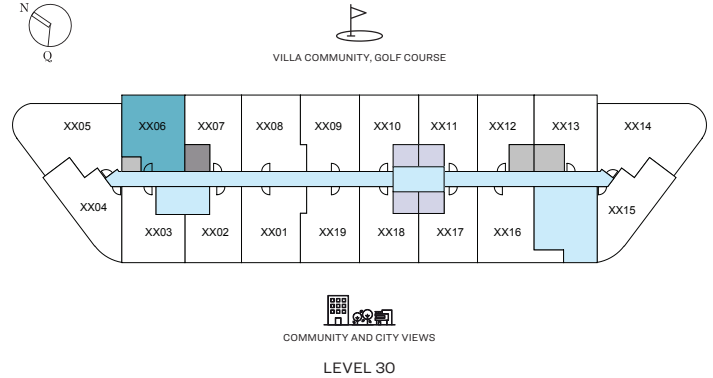 N
Q
VILLA COMMUNITY, GOLF COURSE
XX05 XX06 XX07 XX08 XX09 XX10 XX11 XX12 XX13 XX14
XX04 XX03 XX02 XX01 XX19 XX18 XX17 XX16 XX15
COMMUNITY AND CITY VIEWS
LEVEL 30